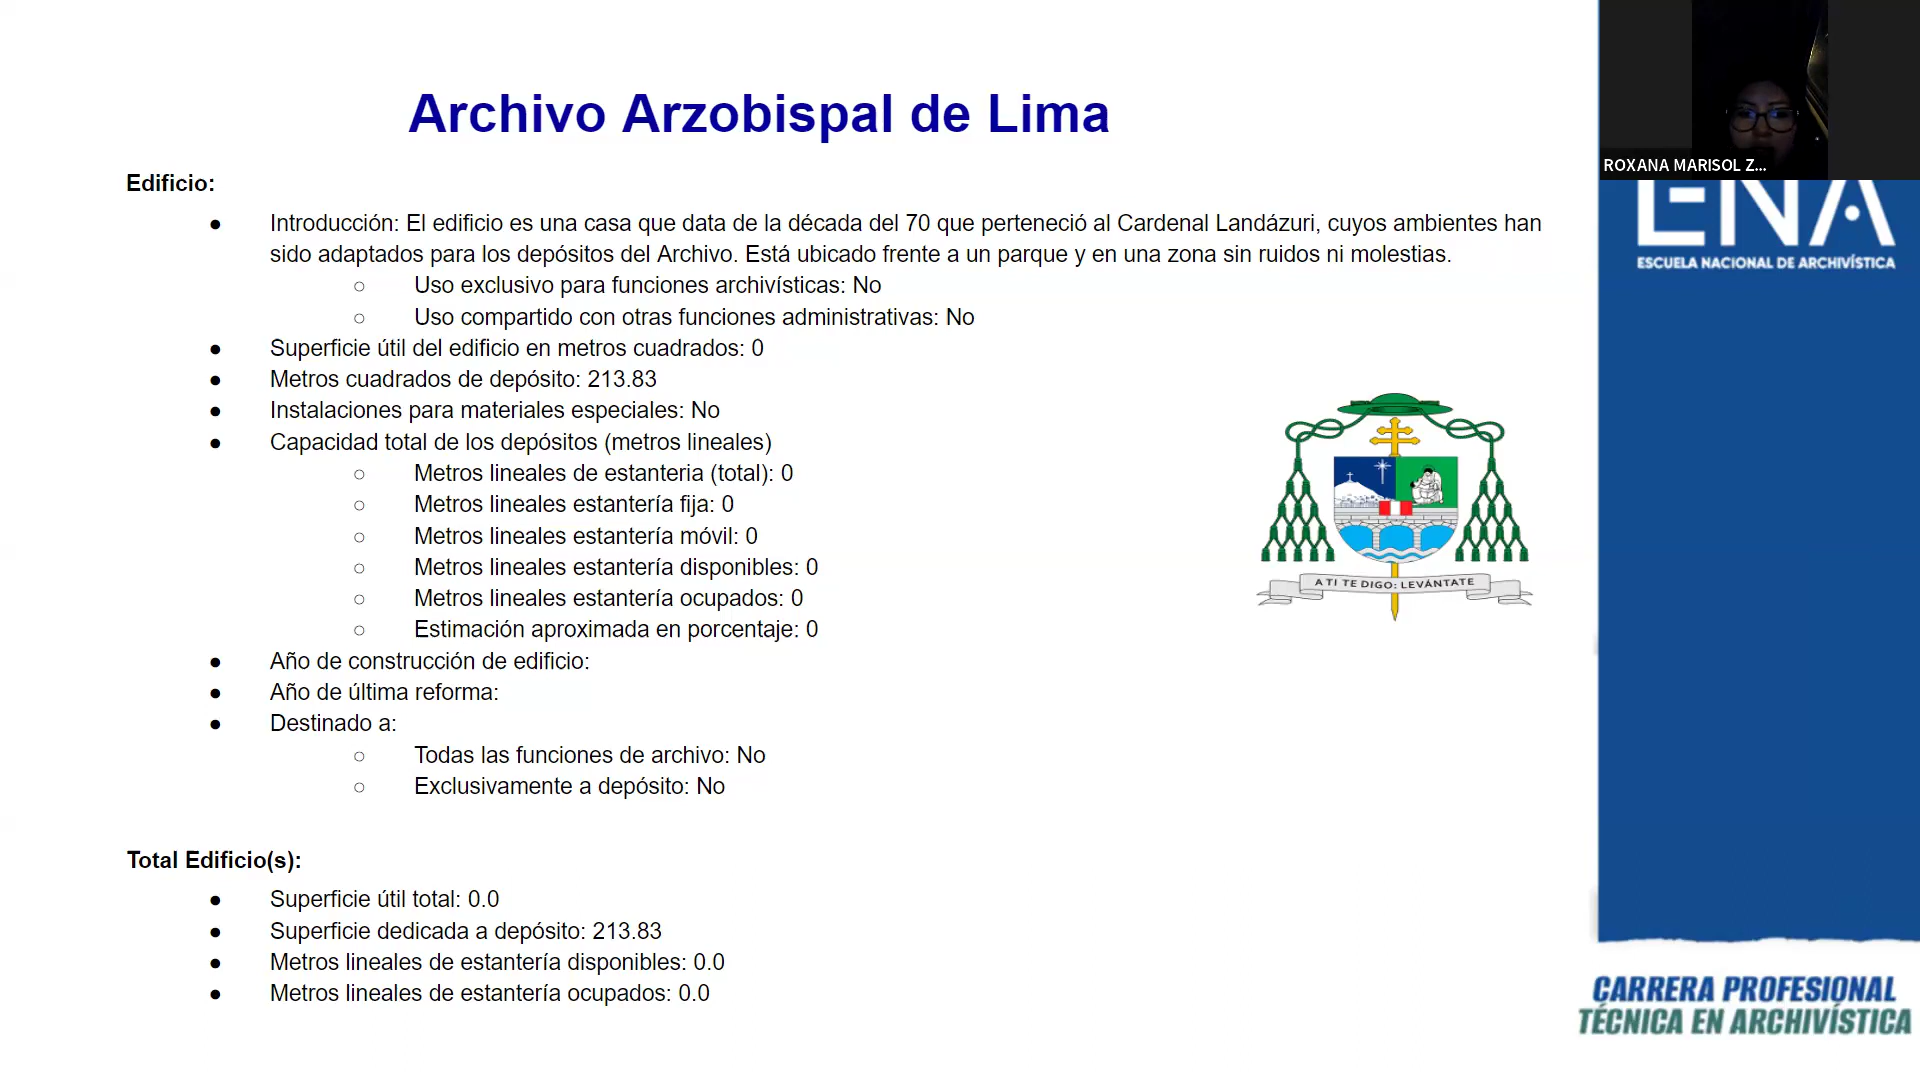 Archivo Arzobispal de Lima
Edificio:
● Introducción: El edificio es una casa que data de la década del 70 que perteneció al Cardenal Landázuri, cuyos ambientes han
sido adaptados para los depósitos del Archivo. Está ubicado frente a un parque y en una zona sin ruidos ni molestias.
○ Uso exclusivo para funciones archivísticas: No
○ Uso compartido con otras funciones administrativas: No
● Superficie útil del edificio en metros cuadrados: 0
● Metros cuadrados de depósito: 213.83
● Instalaciones para materiales especiales: No
● Capacidad total de los depósitos (metros lineales)
○ Metros lineales de estanteria (total): 0
○ Metros lineales estantería fija: 0
○ Metros lineales estantería móvil: 0
○ Metros lineales estantería disponibles: 0
○ Metros lineales estantería ocupados: 0
○ Estimación aproximada en porcentaje: 0
● Año de construcción de edificio:
● Año de última reforma:
● Destinado a:
○ Todas las funciones de archivo: No
○ Exclusivamente a depósito: No
Total Edificio(s):
● Superficie útil total: 0.0
● Superficie dedicada a depósito: 213.83
● Metros lineales de estantería disponibles: 0.0
● Metros lineales de estantería ocupados: 0.0
A TI TE DIGO: LEVÁNTATE
ROXANA MARISOL Z...
ENA
ESCUELA NACIONAL DE ARCHIVÍSTICA
CARRERA PROFESIONAL
TÉCNICA EN ARCHIVÍSTICA